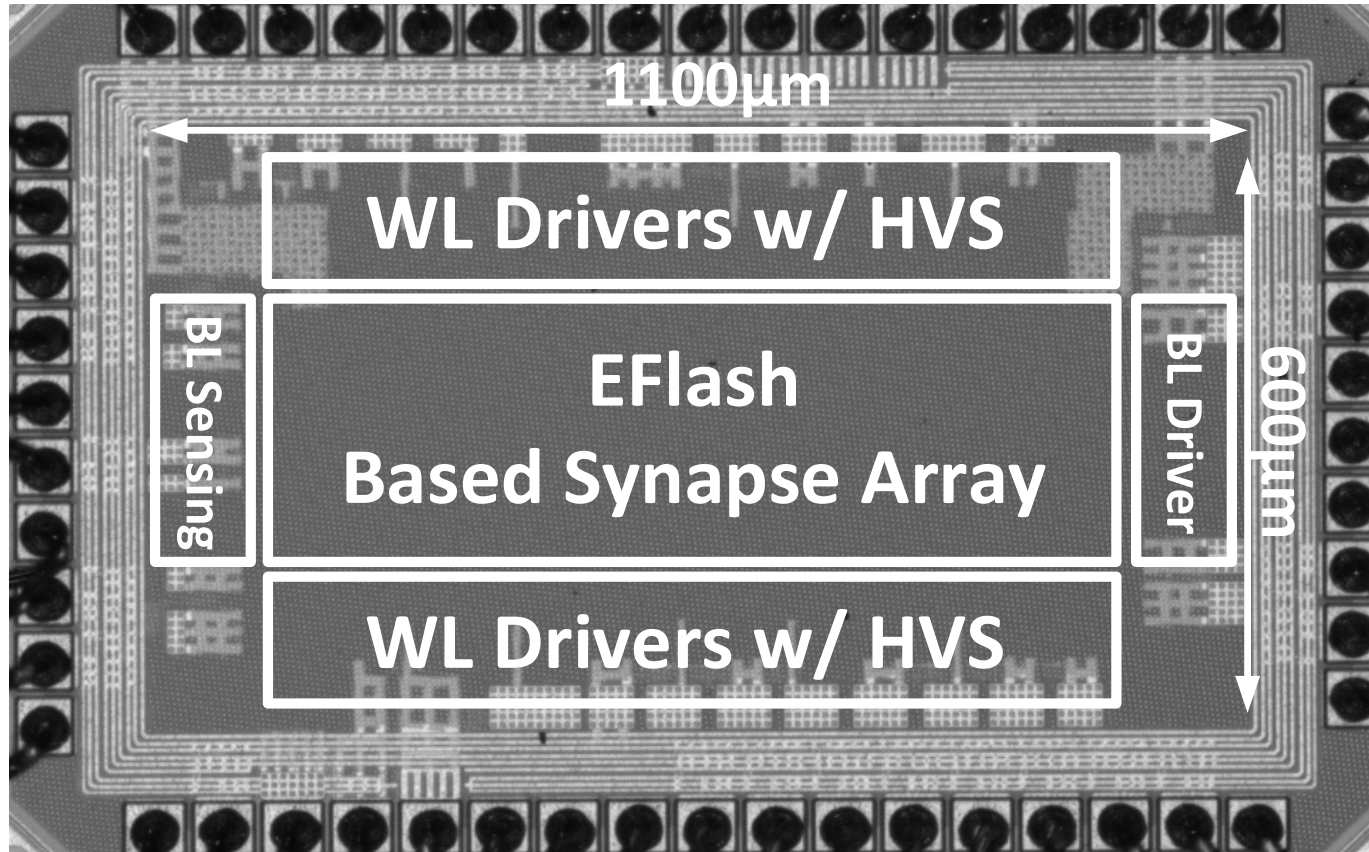 1100μm
WL Drivers w/ HVS
BL Sensing
EFlash
Based Synapse Array
BL Driver
600μm
WL Drivers w/ HVS